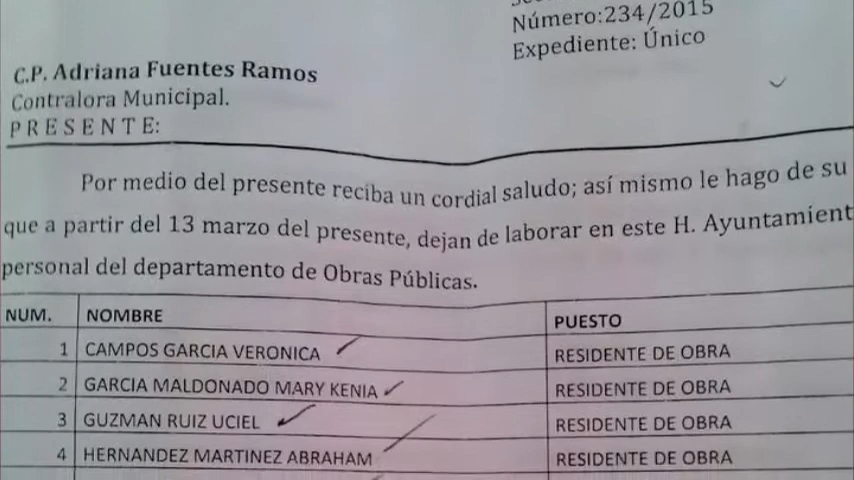 Número:234/2015
Expediente: Único
C.P. Adriana Fuentes Ramos
Contralora Municipal.
P R E S E N T E:
Por medio del presente reciba un cordial saludo; así mismo le hago de su
que a partir del 13 marzo del presente, dejan de laborar en este H. Ayuntamient
personal del departamento de Obras Públicas.
NUM. NOMBRE PUESTO
1 CAMPOS GARCIA VERONICA RESIDENTE DE OBRA
2 GARCIA MALDONADO MARY KENIA RESIDENTE DE OBRA
3 GUZMAN RUIZ UCIEL RESIDENTE DE OBRA
4 HERNANDEZ MARTINEZ ABRAHAM RESIDENTE DE OBRA